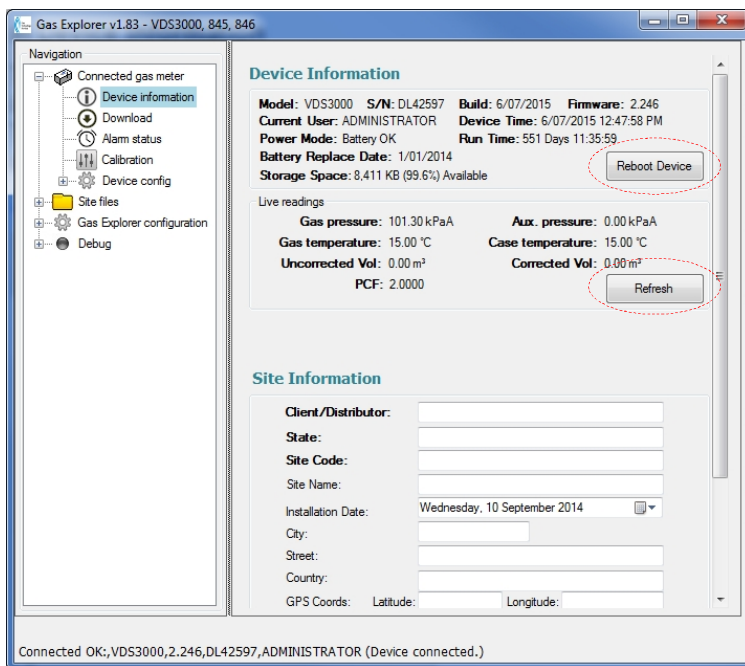 Gas Explorer v1.83 - VDS3000, 845, 846
Navigation
Connected gas meter
Device information
Download
Alarm status
Calibration
Device config
Site files
Gas Explorer configuration
Debug
Device Information
Model: VDS3000 S/N: DL42597 Build: 6/07/2015 Firmware: 2.246
Current User: ADMINISTRATOR Device Time: 6/07/2015 12:47:58 PM
Power Mode: Battery OK Run Time: 551 Days 11:35:59
Battery Replace Date: 1/01/2014
Storage Space: 8,411 KB (99.6%) Available
Reboot Device
Live readings
Gas pressure: 101.30 kPaA Aux. pressure: 0.00 kPaA
Gas temperature: 15.00 °C Case temperature: 15.00 °C
Uncorrected Vol: 0.00 m³ Corrected Vol: 0.00 m³
PCF: 2.0000
Refresh
Site Information
Client/Distributor:
State:
Site Code:
Site Name:
Installation Date: Wednesday, 10 September 2014
City:
Street:
Country:
GPS Coords: Latitude: Longitude:
Connected OK:,VDS3000,2.246,DL42597,ADMINISTRATOR (Device connected.)